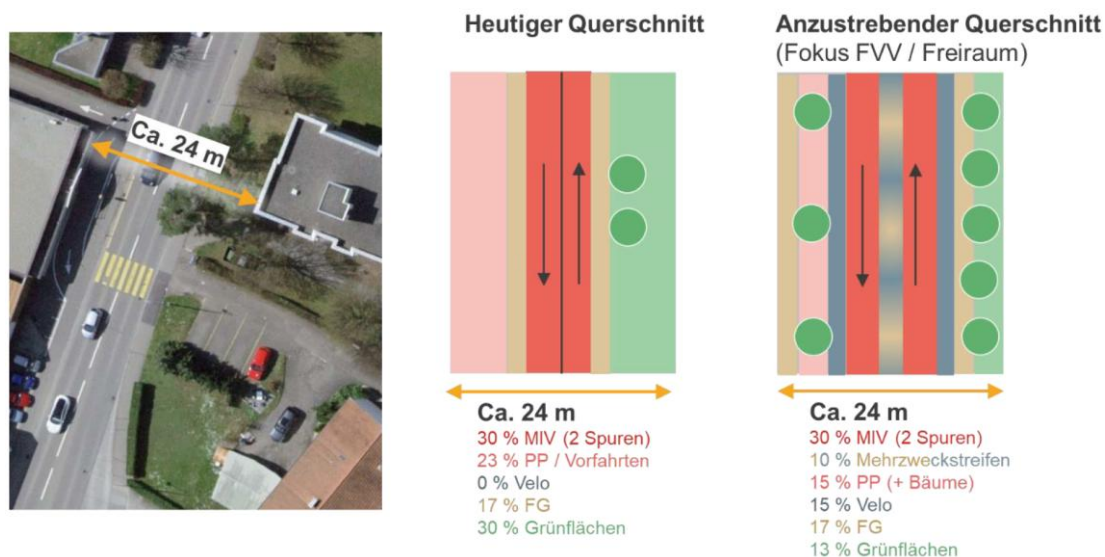 Ca. 24 m
Heutiger Querschnitt
Ca. 24 m
30 % MIV (2 Spuren)
23 % PP / Vorfahrten
0 % Velo
17 % FG
30 % Grünflächen
Anzustrebender Querschnitt
(Fokus FVV / Freiraum)
Ca. 24 m
30 % MIV (2 Spuren)
10 % Mehrzweckstreifen
15 % PP (+ Bäume)
15 % Velo
17 % FG
13 % Grünflächen